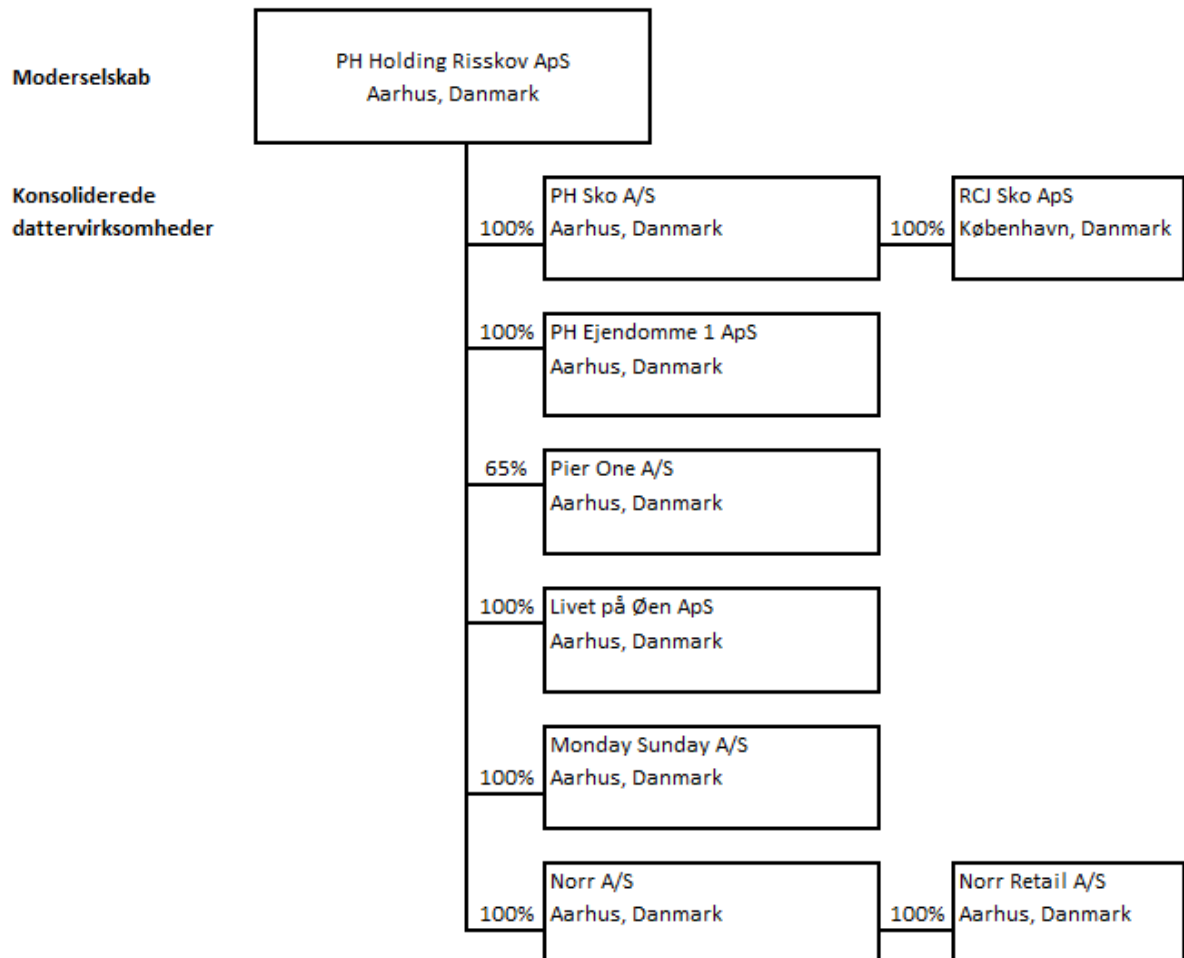 Moderselskab
PH Holding Risskov ApS
Aarhus, Danmark
Konsoliderede
dattervirksomheder
100%
PH Sko A/S
Aarhus, Danmark
100%
RCJ Sko ApS
København, Danmark
100%
PH Ejendomme 1 ApS
Aarhus, Danmark
65%
Pier One A/S
Aarhus, Danmark
100%
Livet på Øen ApS
Aarhus, Danmark
100%
Monday Sunday A/S
Aarhus, Danmark
100%
Norr A/S
Aarhus, Danmark
100%
Norr Retail A/S
Aarhus, Danmark